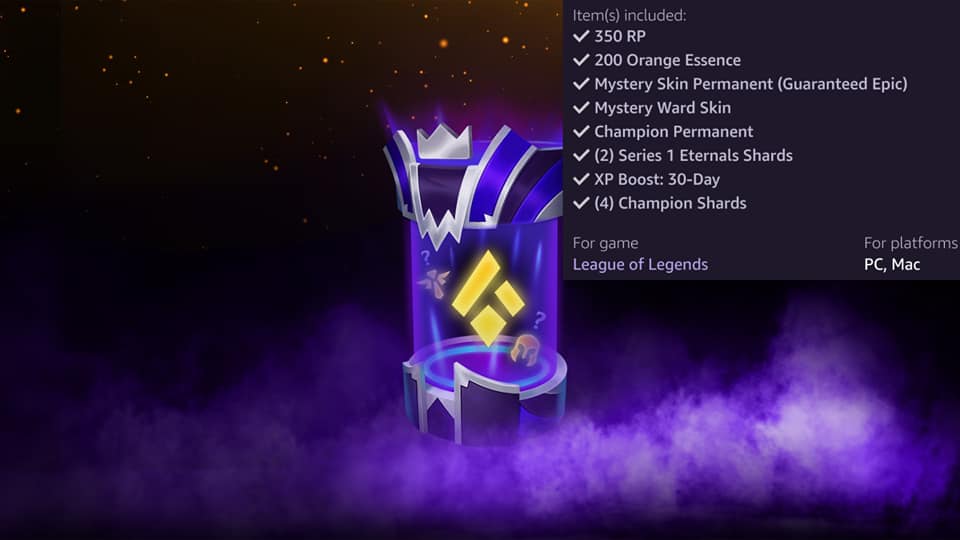 Item(s) included:
✓ 350 RP
✓ 200 Orange Essence
✓ Mystery Skin Permanent (Guaranteed Epic)
✓ Mystery Ward Skin
✓ Champion Permanent
✓ (2) Series 1 Eternals Shards
✓ XP Boost: 30-Day
✓ (4) Champion Shards
For game
League of Legends
For platforms
PC, Mac
?
?